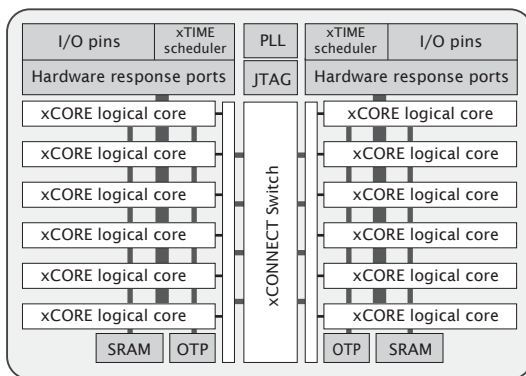 I/O pins
xTIME
scheduler
PLL
xTIME
scheduler
I/O pins
Hardware response ports
JTAG
Hardware response ports
xCORE logical core
xCORE logical core
xCORE logical core
xCORE logical core
xCORE logical core
xCORE logical core
xCONNECT Switch
xCORE logical core
xCORE logical core
xCORE logical core
xCORE logical core
xCORE logical core
xCORE logical core
SRAM
OTP
OTP
SRAM